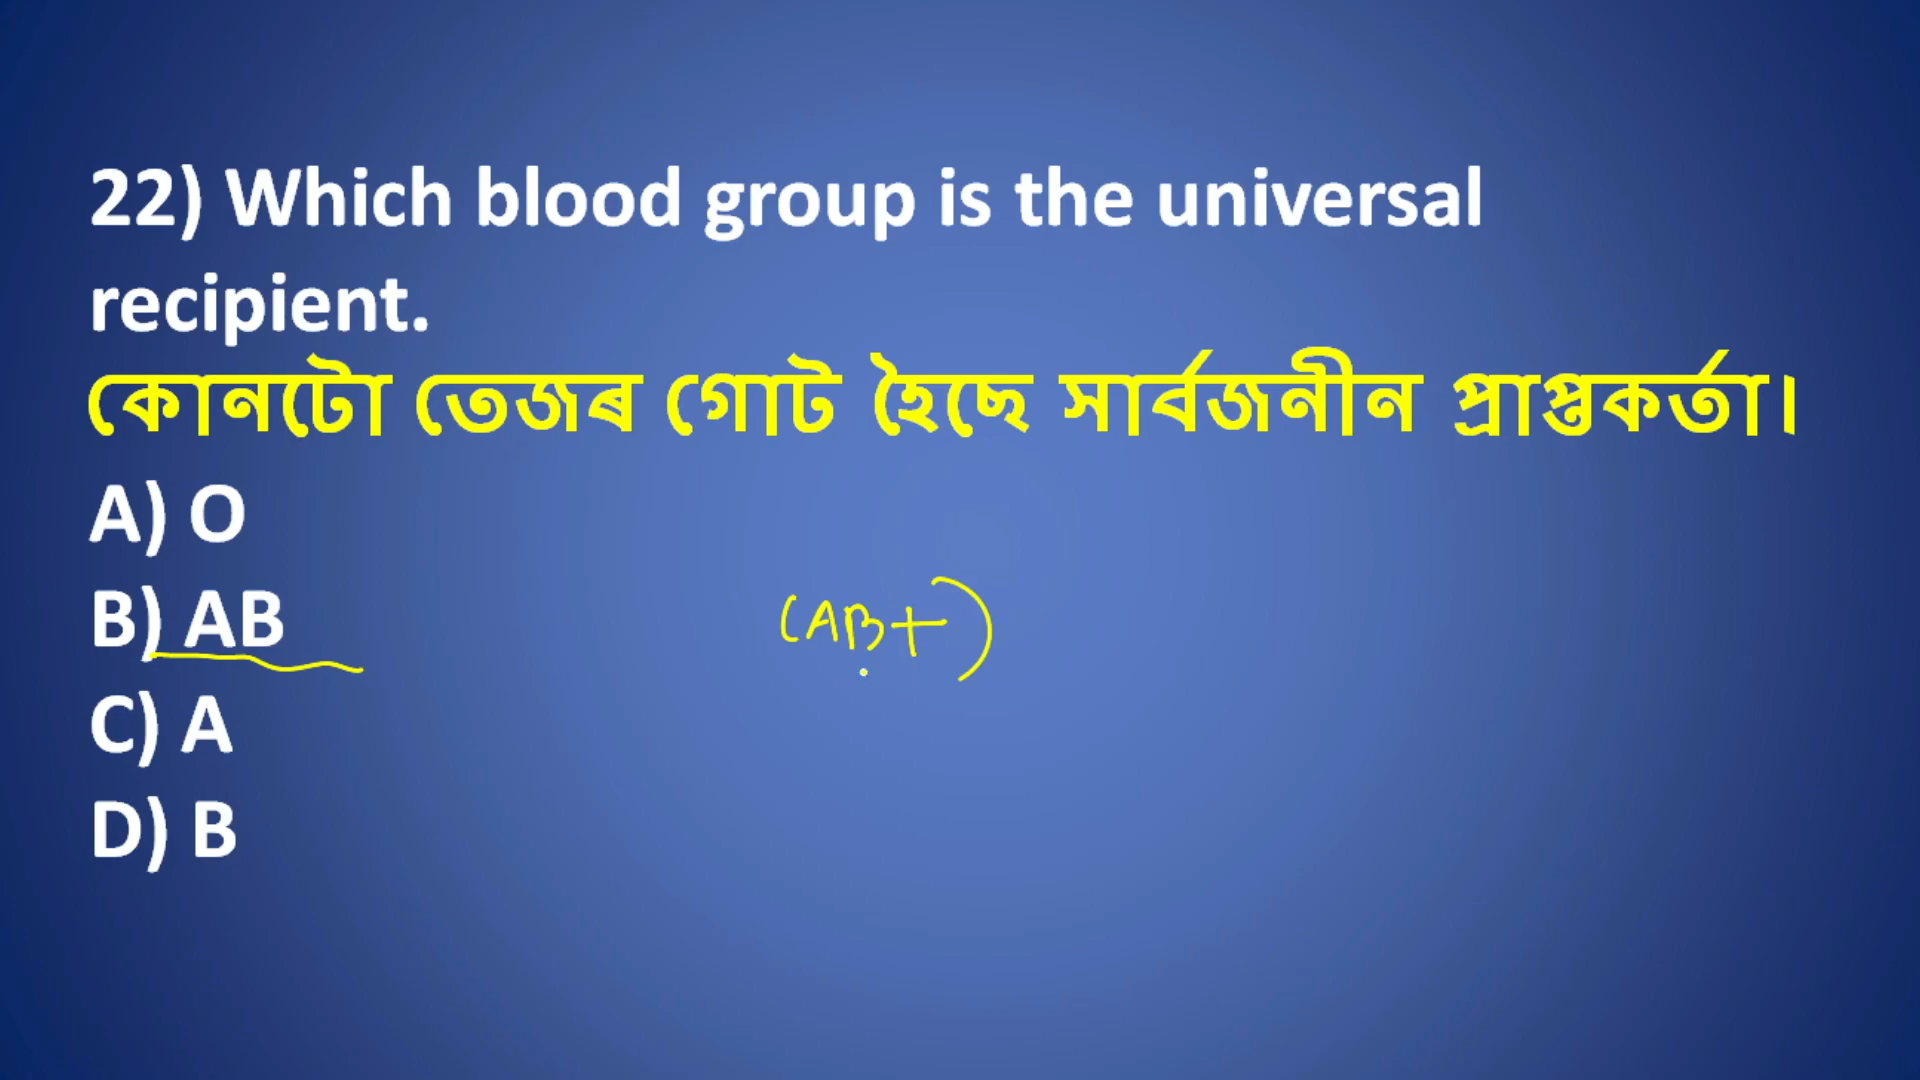 22) Which blood group is the universal
recipient.
কোনটো তেজৰ গোট হৈছে সাৰ্বজনীন প্ৰাপ্তকৰ্তা।
A) O
B) AB
(AB+)
C) A
D) B